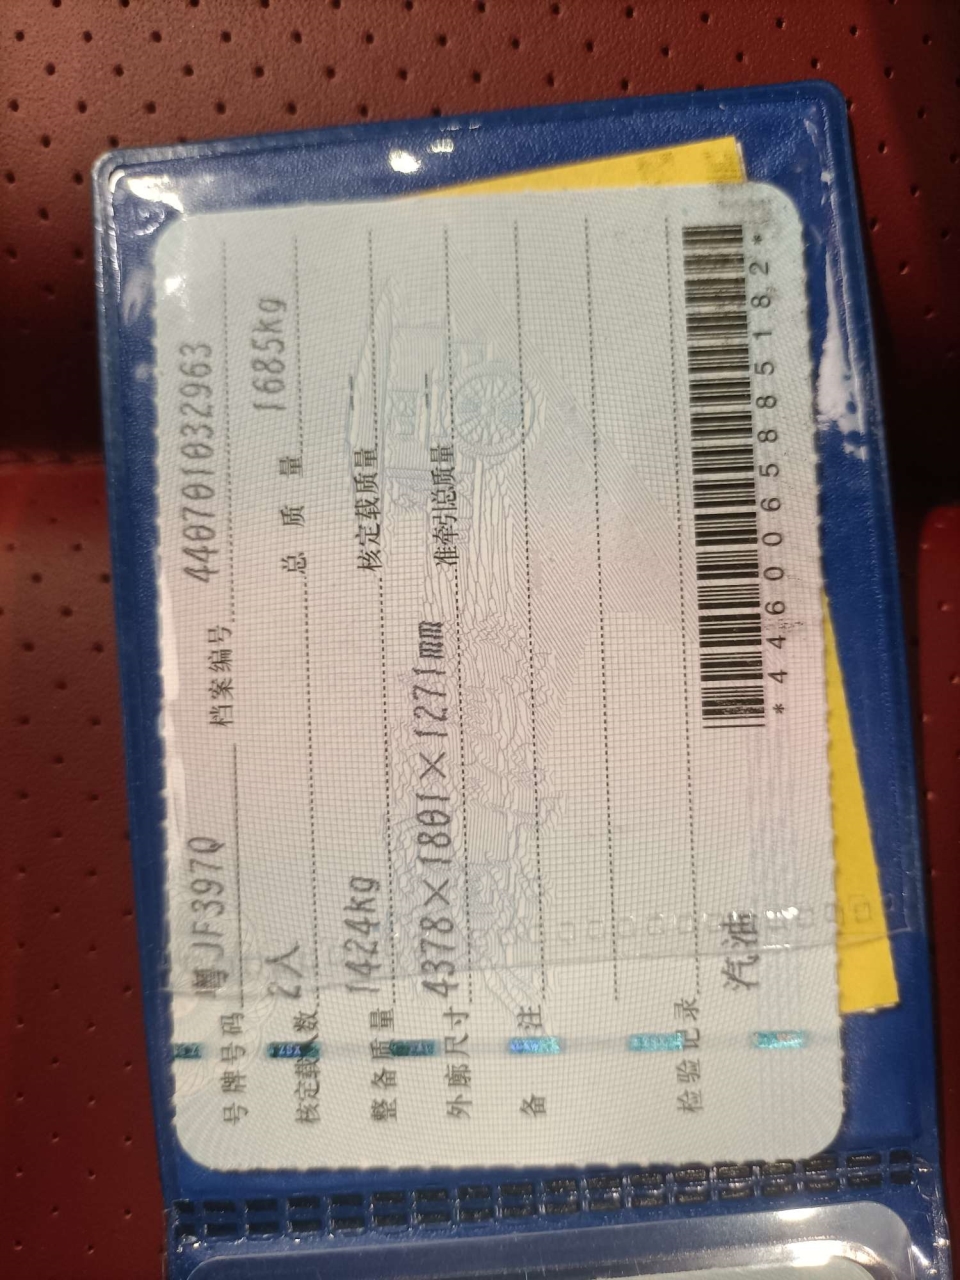 号牌号码 粤JF397Q 档案编号 440701032963
核定载人数 2人 总质量 1685kg
整备质量 1424kg 核定载质量 --
外廓尺寸 4378×1801×1271mm 准牵引总质量 --
备注
检验记录
汽油
*4460065885182*